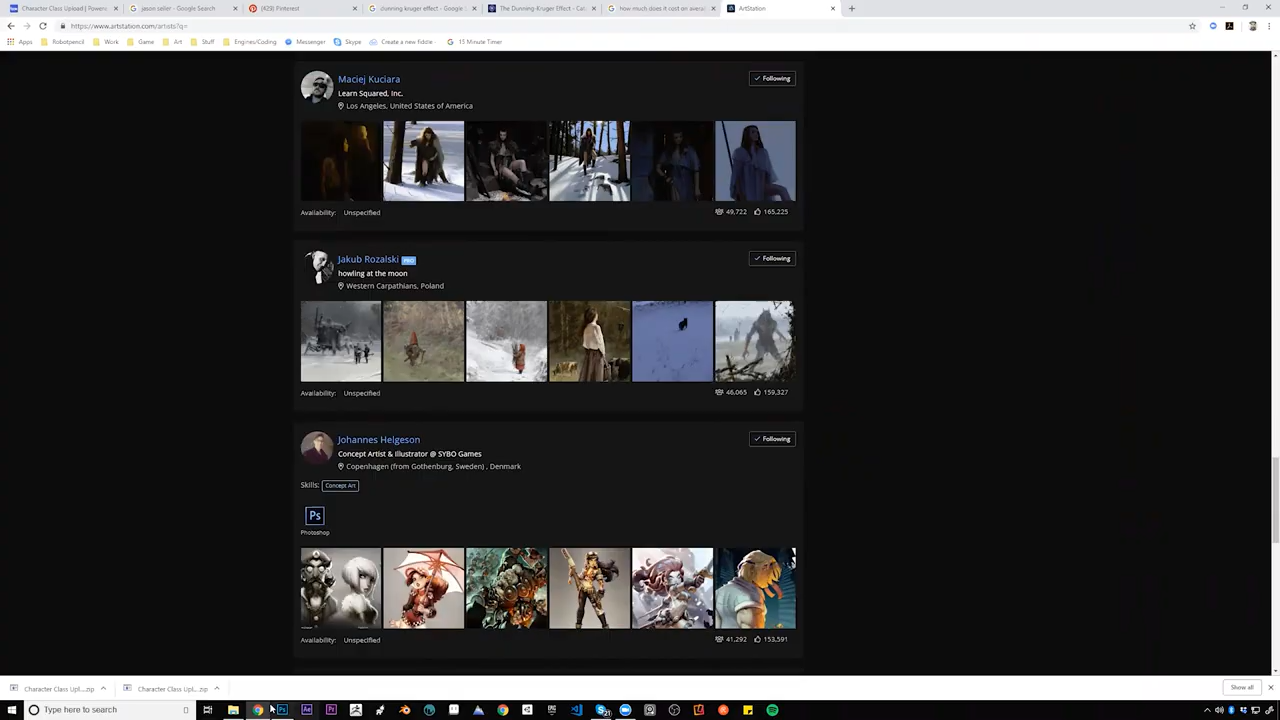 Character Class Upload | Powere
jason seiler - Google Search
(429) Pinterest
dunning kruger effect - Google S
The Dunning-Kruger Effect - Cat
how much does it cost on averag
ArtStation
https://www.artstation.com/artists?q=
Apps
Robotpencil
Work
Game
Art
Stuff
Engines/Coding
Messenger
Skype
Create a new fiddle
15 Minute Timer
Maciej Kuciara
Following
Learn Squared, Inc.
Los Angeles, United States of America
Availability: Unspecified
49,722
165,225
Jakub Rozalski PRO
Following
howling at the moon
Western Carpathians, Poland
Availability: Unspecified
46,065
159,327
Johannes Helgeson
Following
Concept Artist & Illustrator @ SYBO Games
Copenhagen (from Gothenburg, Sweden) , Denmark
Skills: Concept Art
Ps
Photoshop
Availability: Unspecified
41,292
153,591
Character Class Upl....zip
Character Class Upl....zip
Show all
Type here to search
Ps
Ae
Pr